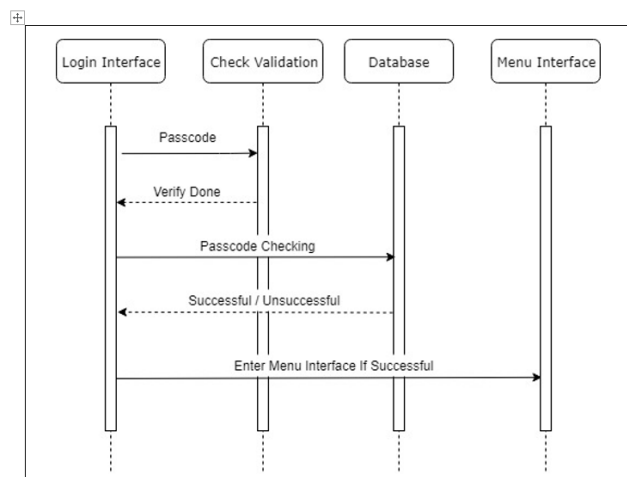 Login Interface
Check Validation
Database
Menu Interface
Passcode
Verify Done
Passcode Checking
Successful / Unsuccessful
Enter Menu Interface If Successful